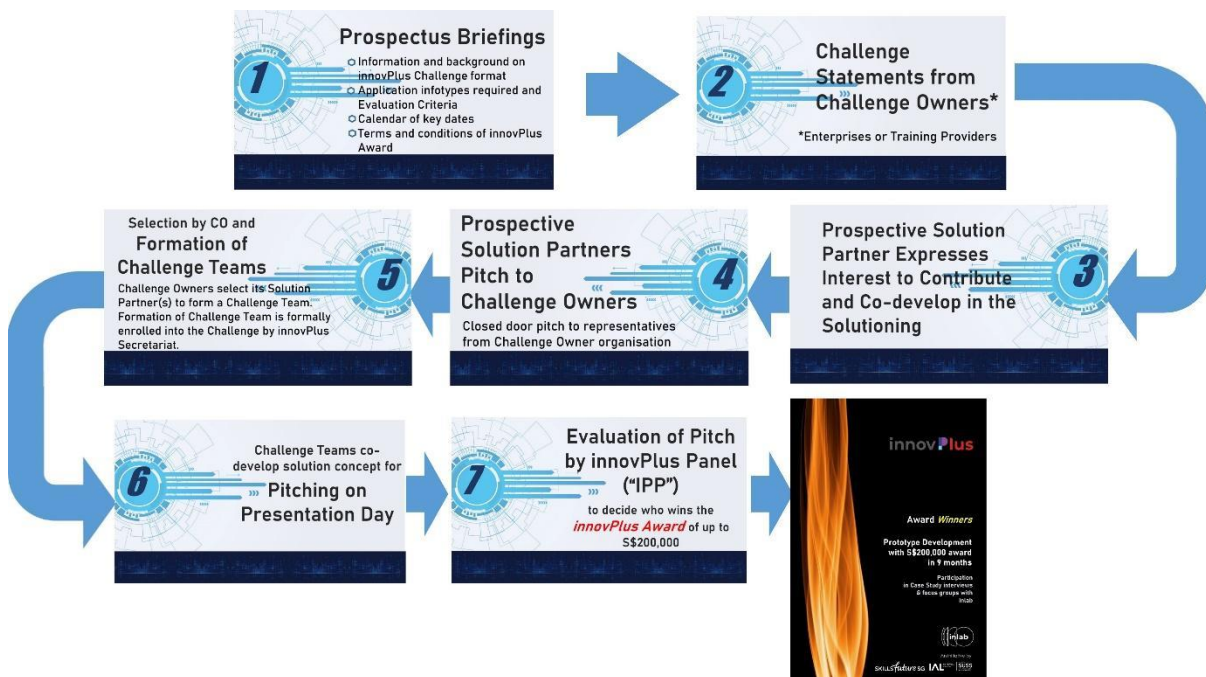 1
Prospectus Briefings
Information and background on
innovPlus Challenge format
Application infotypes required and
Evaluation Criteria
Calendar of key dates
Terms and conditions of innovPlus
Award
2
Challenge
Statements from
Challenge Owners*
*Enterprises or Training Providers
3
Prospective Solution
Partner Expresses
Interest to Contribute
and Co-develop in the
Solutioning
4
Prospective
Solution Partners
Pitch to
Challenge Owners
Closed door pitch to representatives
from Challenge Owner organisation
5
Selection by CO and
Formation of
Challenge Teams
Challenge Owners select its Solution
Partner(s) to form a Challenge Team.
Formation of Challenge Team is formally
enrolled into the Challenge by innovPlus
Secretariat.
6
Challenge Teams co-
develop solution concept for
Pitching on
Presentation Day
7
Evaluation of Pitch
by innovPlus Panel
("IPP")
to decide who wins the
innovPlus Award of up to
S$200,000
innovPlus
Award Winners
Prototype Development
with S$200,000 award
in 9 months
Participation
in Case Study interviews
& focus groups with
inlab
inlab
SKILLSfuture SG IAL SUSS